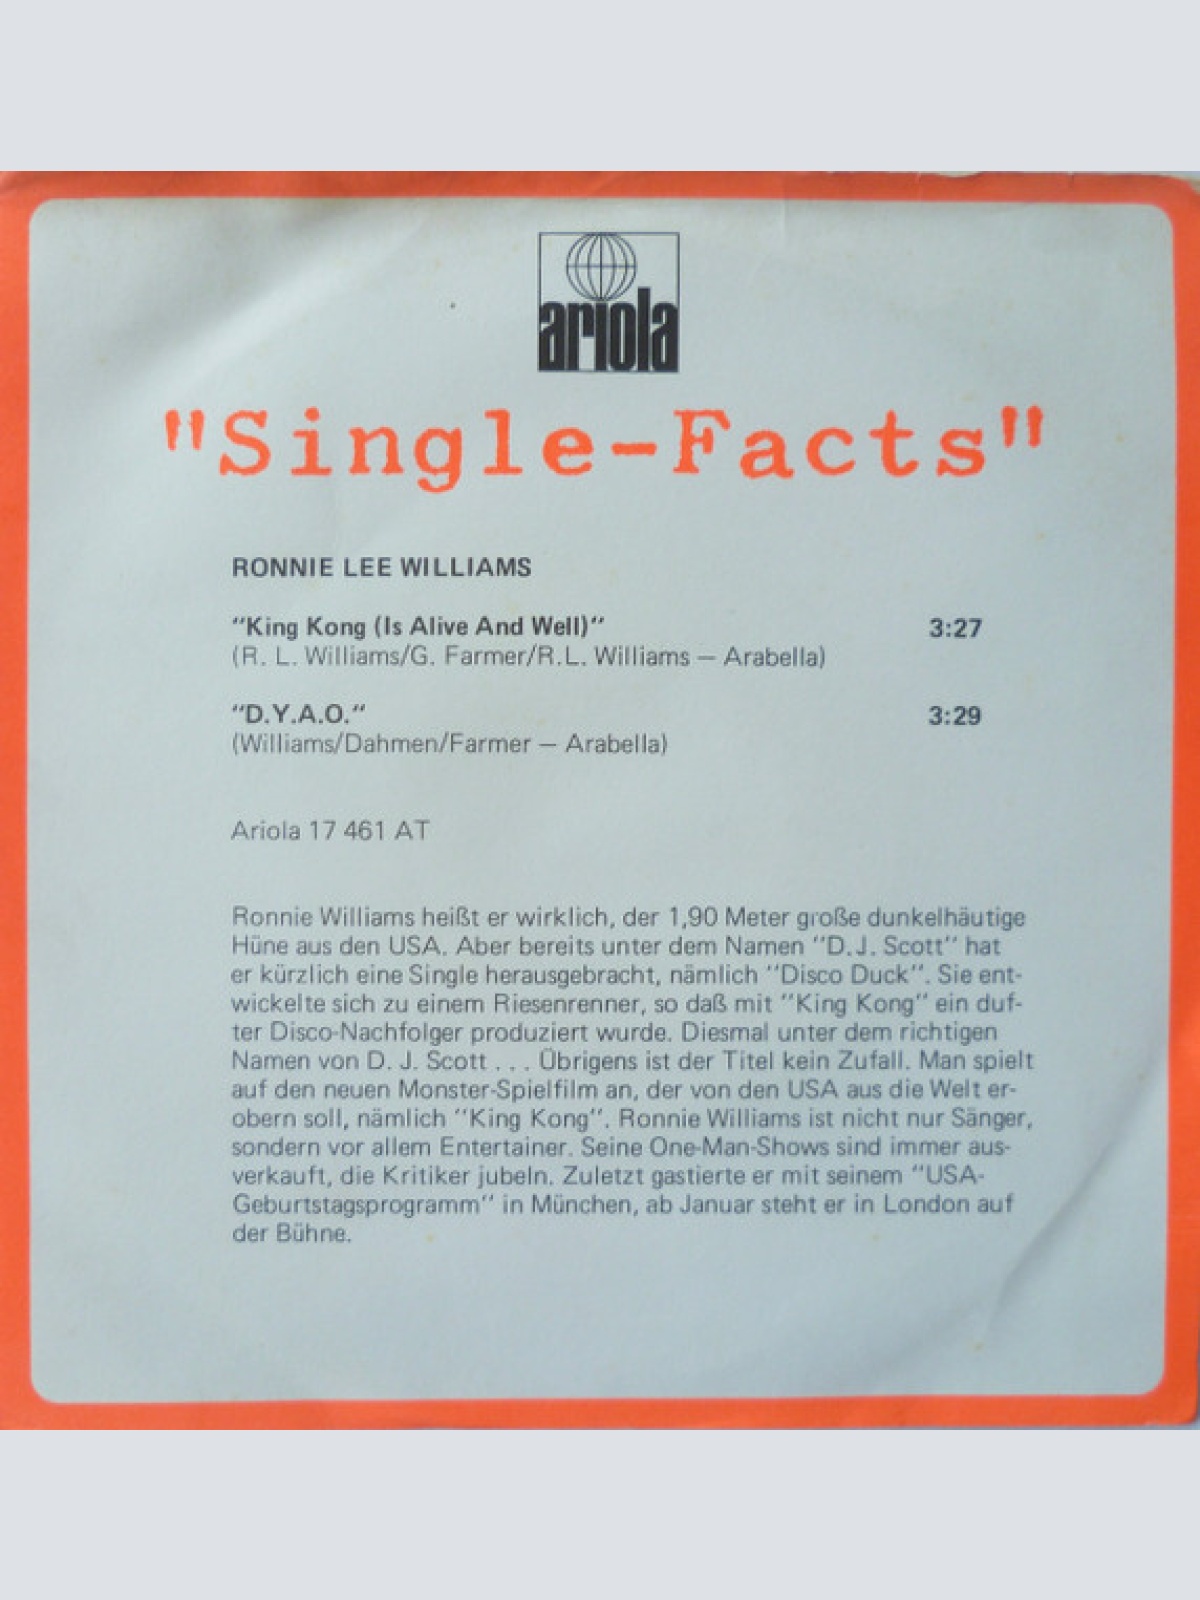 ariola
"Single-Facts"
RONNIE LEE WILLIAMS
“King Kong (Is Alive And Well)“ 3:27
(R. L. Williams/G. Farmer/R.L. Williams — Arabella)
“D.Y.A.O.“ 3:29
(Williams/Dahmen/Farmer — Arabella)
Ariola 17 461 AT
Ronnie Williams heißt er wirklich, der 1,90 Meter große dunkelhäutige
Hüne aus den USA. Aber bereits unter dem Namen “D.J. Scott“ hat
er kürzlich eine Single herausgebracht, nämlich “Disco Duck“. Sie ent-
wickelte sich zu einem Riesenrenner, so daß mit “King Kong“ ein duf-
ter Disco-Nachfolger produziert wurde. Diesmal unter dem richtigen
Namen von D. J. Scott . . . Übrigens ist der Titel kein Zufall. Man spielt
auf den neuen Monster-Spielfilm an, der von den USA aus die Welt er-
obern soll, nämlich “King Kong“. Ronnie Williams ist nicht nur Sänger,
sondern vor allem Entertainer. Seine One-Man-Shows sind immer aus-
verkauft, die Kritiker jubeln. Zuletzt gastierte er mit seinem “USA-
Geburtstagsprogramm“ in München, ab Januar steht er in London auf
der Bühne.